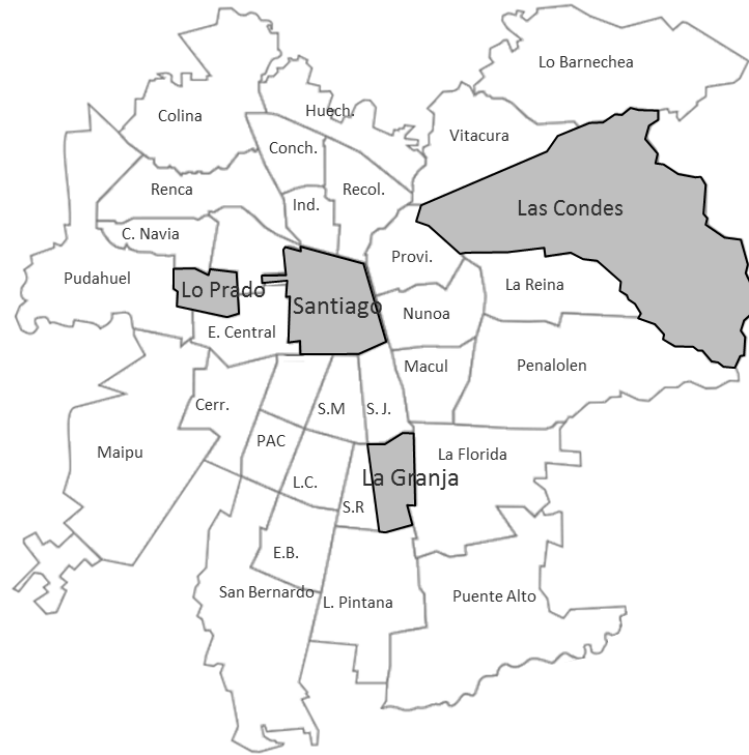 Lo Barnechea
Colina
Huech.
Vitacura
Conch.
Renca
Recol.
Ind.
Las Condes
C. Navia
Provi.
Pudahuel
Lo Prado
La Reina
Santiago
Nunoa
E. Central
Macul
Penalolen
Cerr.
S.M
S. J.
PAC
Maipu
La Florida
L.C.
La Granja
S.R
E.B.
San Bernardo
L. Pintana
Puente Alto